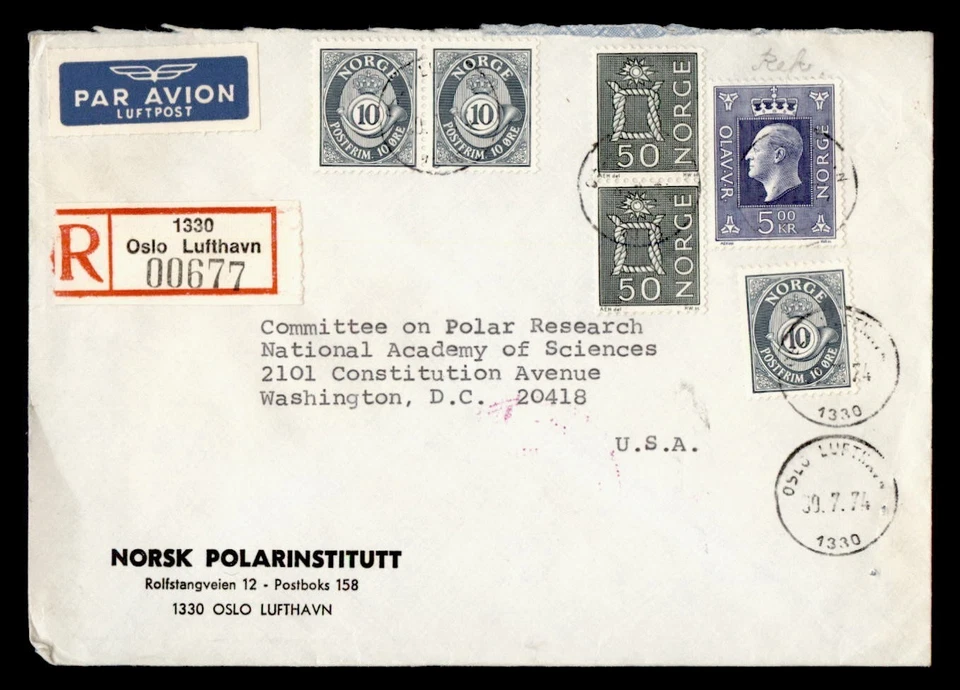 PAR AVION
LUFTPOST
NORGE
10
POSTFRIM. 10 ØRE
NORGE
10
POSTFRIM. 10 ØRE
50 NORGE
50 NORGE
OLAV.V.R
NORGE
5 00 KR
Rek
R
1330
Oslo Lufthavn
00677
NORGE
10
POSTFRIM. 10 ØRE
74
1330
Committee on Polar Research
National Academy of Sciences
2101 Constitution Avenue
Washington, D.C. 20418
U.S.A.
OSLO LUFTHAVN
30.7.74
1330
NORSK POLARINSTITUTT
Rolfstangveien 12 - Postboks 158
1330 OSLO LUFTHAVN